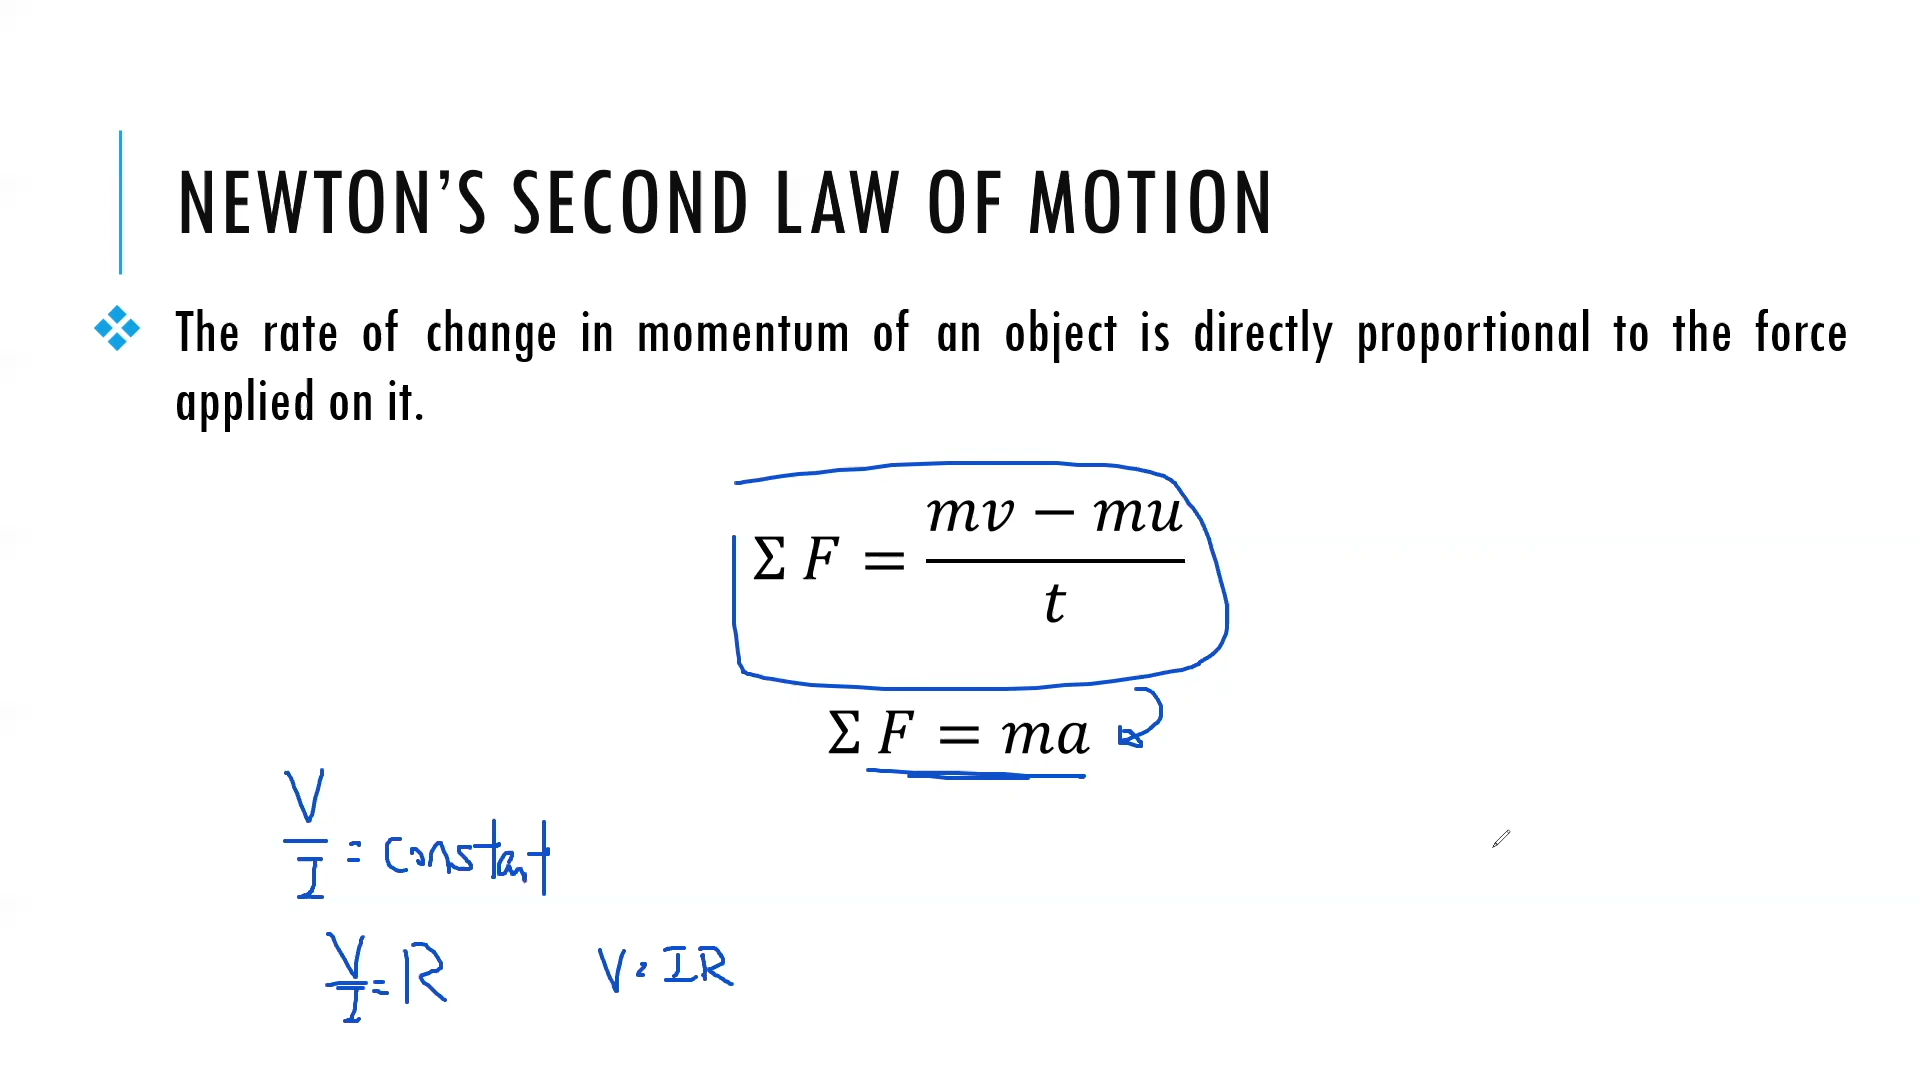 NEWTON’S SECOND LAW OF MOTION
The rate of change in momentum of an object is directly proportional to the force
applied on it.
Σ F = (mv − mu)/t
Σ F = ma
V/I = constant
V/I = R
V = IR